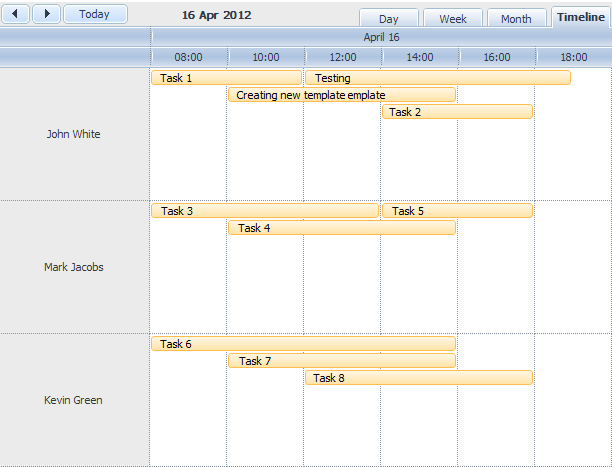 Today 16 Apr 2012 Day Week Month Timeline
April 16
08:00 10:00 12:00 14:00 16:00 18:00
Task 1 Testing
Creating new template emplate
Task 2
John White
Task 3 Task 5
Task 4
Mark Jacobs
Task 6
Task 7
Task 8
Kevin Green